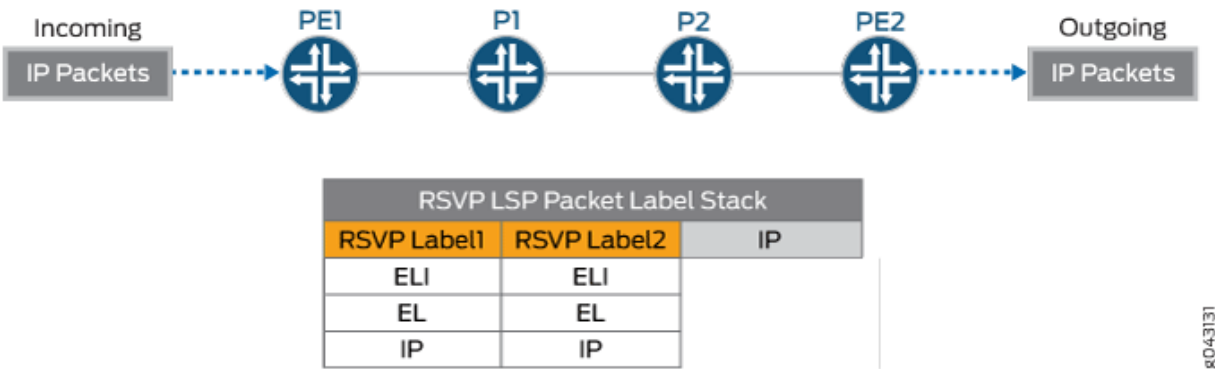 Incoming
IP Packets
PE1
P1
P2
PE2
Outgoing
IP Packets
RSVP LSP Packet Label Stack
RSVP Label1 RSVP Label2 IP
ELI ELI
EL EL
IP IP
g043131